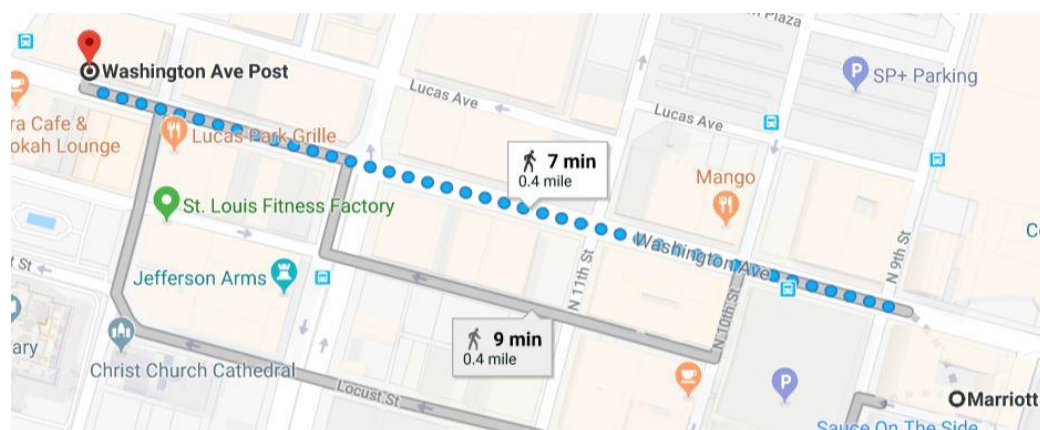 Plaza
Washington Ave Post
SP+ Parking
Lucas Ave
Lucas Ave
ra Cafe &
okah Lounge
Lucas Park Grille
7 min
0.4 mile
Mango
St. Louis Fitness Factory
N 9th St
Washington Ave
C
t St
Jefferson Arms
N 11th St
N 10th St
9 min
0.4 mile
ary
Christ Church Cathedral
Locust St
Marriott
Sauce On The Side
P
P